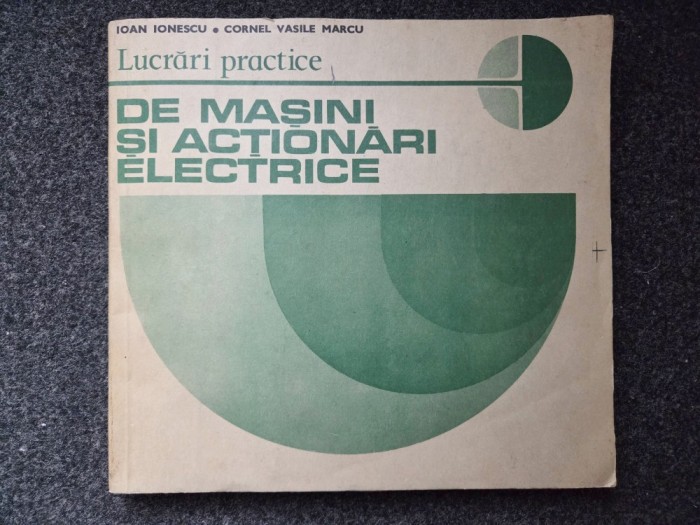 IOAN IONESCU • CORNEL VASILE MARCU
Lucrări practice
DE MAȘINI
ȘI ACȚIONĂRI
ELECTRICE